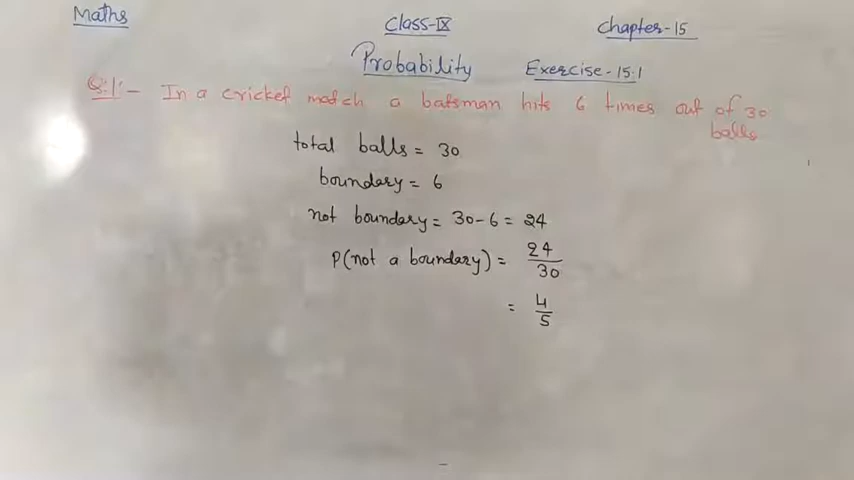 Maths Class-IX Chapter-15
Probability Exercise-15.1
Q.1:- In a cricket match a batsman hits 6 times out of 30
balls
total balls = 30
boundary = 6
not boundary = 30-6 = 24
P(not a boundary) = 24/30
= 4/5